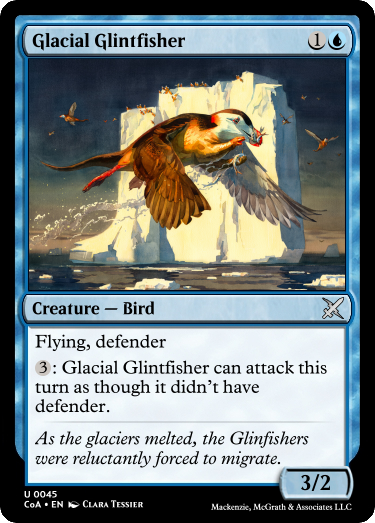 Glacial Glintfisher 1
Creature — Bird
Flying, defender
3: Glacial Glintfisher can attack this
turn as though it didn't have
defender.
As the glaciers melted, the Glinfishers
were reluctantly forced to migrate.
3/2
U 0045
CoA • EN Clara Tessier
Mackenzie, McGrath & Associates LLC